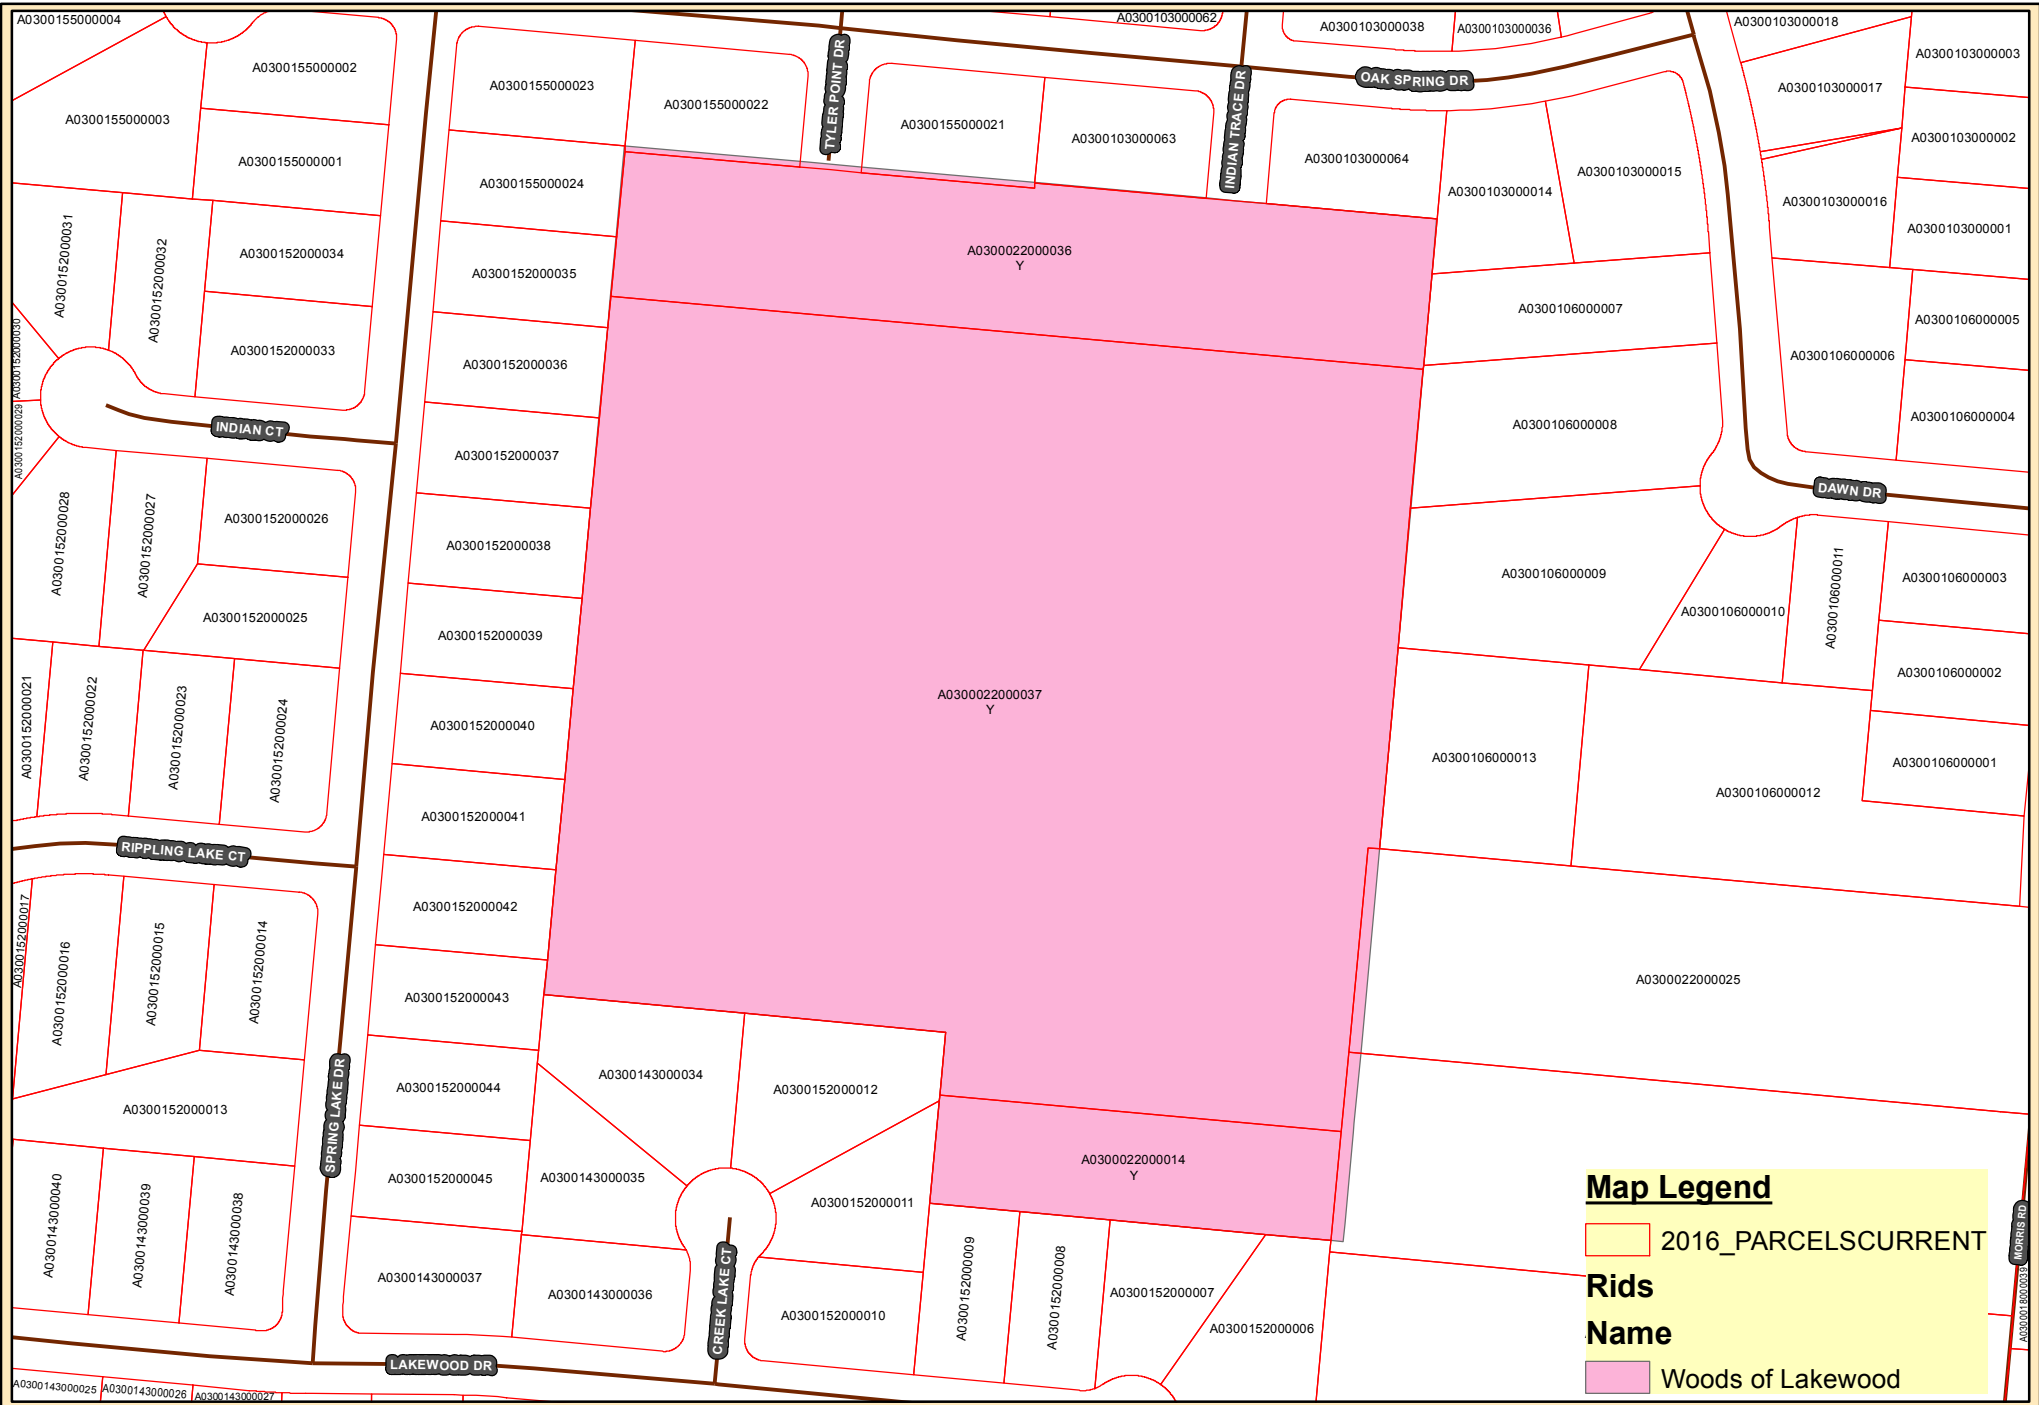 A0300155000004
A0300155000002
A0300155000003
A0300155000001
A0300155000023
A0300155000022
TYLER POINT DR
A0300155000021
A0300103000063
INDIAN TRACE DR
A0300103000062
A0300103000038
A0300103000036
OAK SPRING DR
A0300103000018
A0300103000003
A0300103000017
A0300103000002
A0300103000064
A0300103000014
A0300103000015
A0300103000016
A0300103000001
A0300155000024
A0300152000031
A0300152000032
A0300152000034
A0300152000033
A0300152000030
A0300152000029
A0300152000035
A0300152000036
A0300022000036
Y
A0300106000007
A0300106000005
A0300106000006
A0300106000004
A0300106000008
INDIAN CT
A0300152000037
DAWN DR
A0300152000028
A0300152000027
A0300152000026
A0300152000025
A0300152000038
A0300152000039
A0300106000009
A0300106000010
A0300106000011
A0300106000003
A0300106000002
A0300106000001
A0300152000021
A0300152000022
A0300152000023
A0300152000024
A0300152000040
A0300022000037
Y
A0300106000013
A0300106000012
A0300152000041
RIPPLING LAKE CT
A0300152000042
A0300152000017
A0300152000016
A0300152000015
A0300152000014
A0300152000043
A0300022000025
A0300152000013
SPRING LAKE DR
A0300152000044
A0300143000034
A0300152000012
A0300152000045
A0300143000035
A0300152000011
A0300022000014
Y
A0300143000040
A0300143000039
A0300143000038
A0300143000037
A0300143000036
CREEK LAKE CT
A0300152000010
A0300152000009
A0300152000008
A0300152000007
A0300152000006
LAKEWOOD DR
A0300143000025
A0300143000026
A0300143000027
MORRIS RD
A0300018000039
Map Legend
2016_PARCELSCURRENT
Rids
Name
Woods of Lakewood